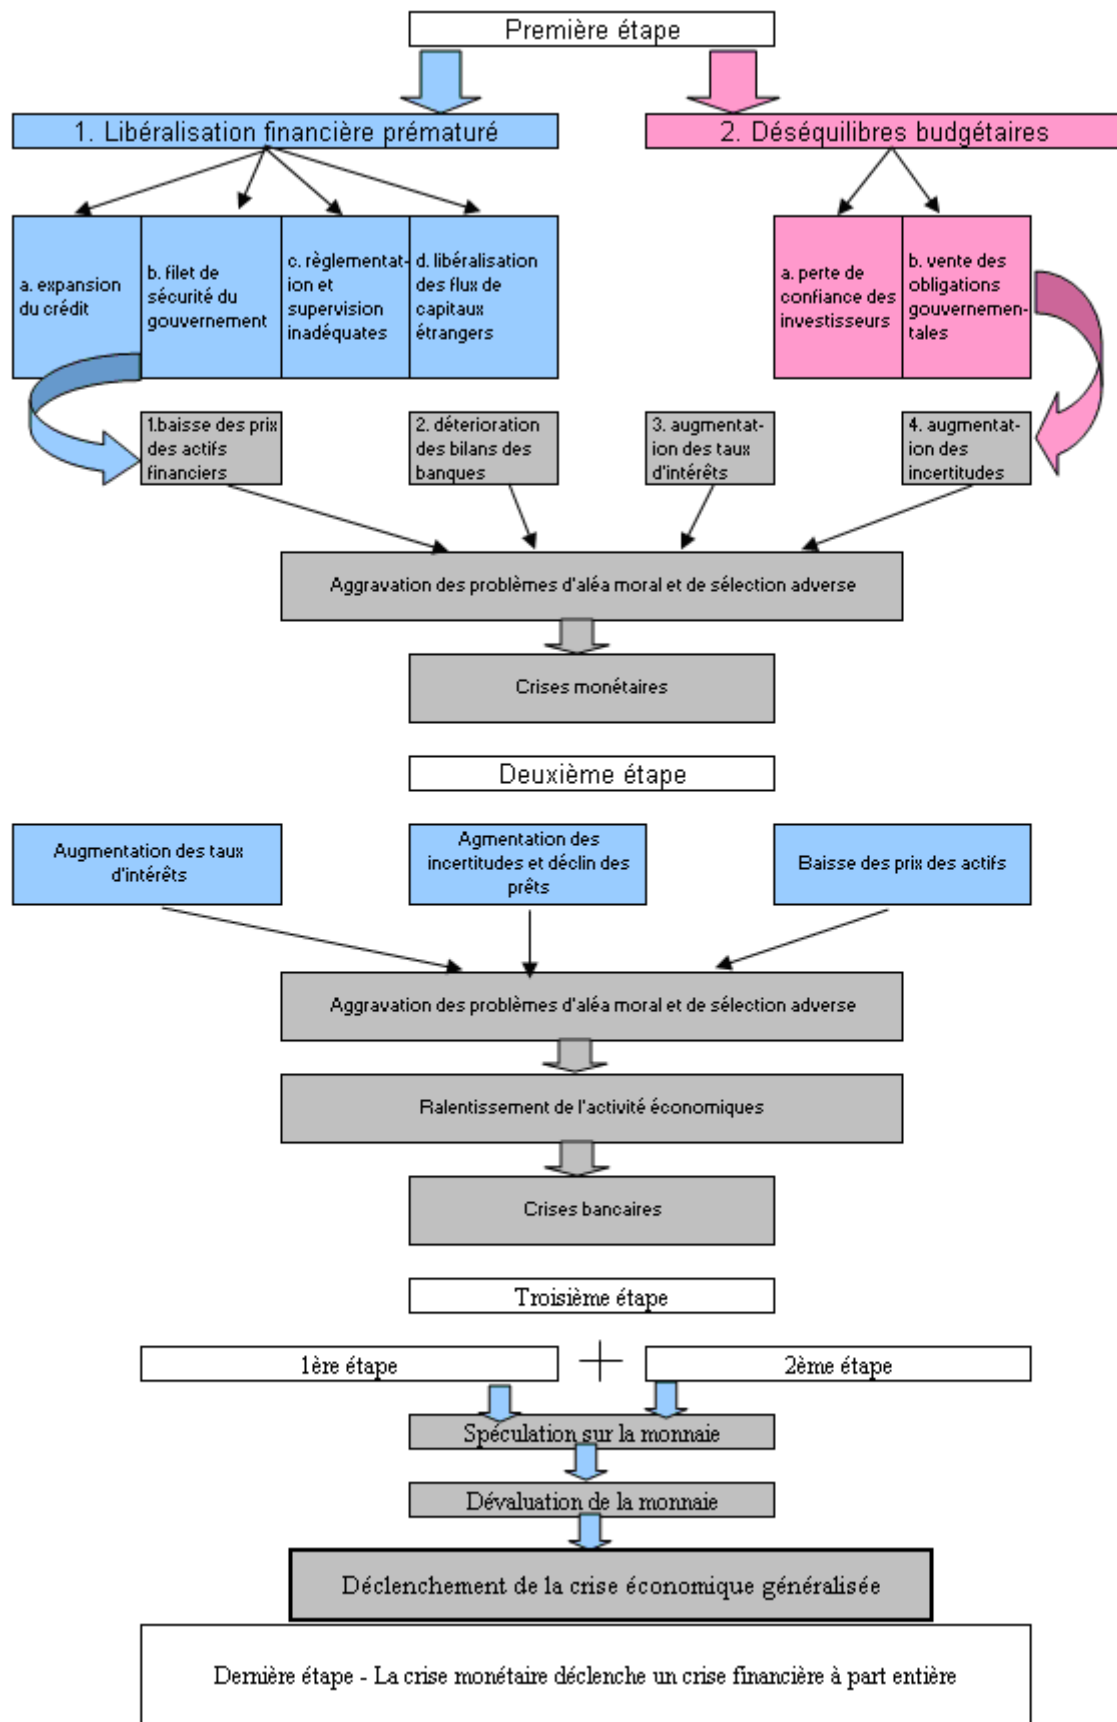 Première étape
1. Libéralisation financière prématuré
2. Déséquilibres budgétaires
a. expansion
du crédit
b. filet de
sécurité du
gouvernement
c. règlementat-
ion et
supervision
inadéquates
d. libéralisation
des flux de
capitaux
étrangers
a. perte de
confiance des
investisseurs
b. vente des
obligations
gouvernemen-
tales
1.baisse des prix
des actifs
financiers
2. déterioration
des bilans des
banques
3. augmentat-
ion des taux
d'intérêts
4. augmentat-
ion des
incertitudes
Aggravation des problèmes d'aléa moral et de sélection adverse
Crises monétaires
Deuxième étape
Augmentation des taux
d'intérêts
Agmentation des
incertitudes et déclin des
prêts
Baisse des prix des actifs
Aggravation des problèmes d'aléa moral et de sélection adverse
Ralentissement de l'activité économiques
Crises bancaires
Troisième étape
1ère étape
2ème étape
Spéculation sur la monnaie
Dévaluation de la monnaie
Déclenchement de la crise économique généralisée
Dernière étape - La crise monétaire déclenche un crise financière à part entière